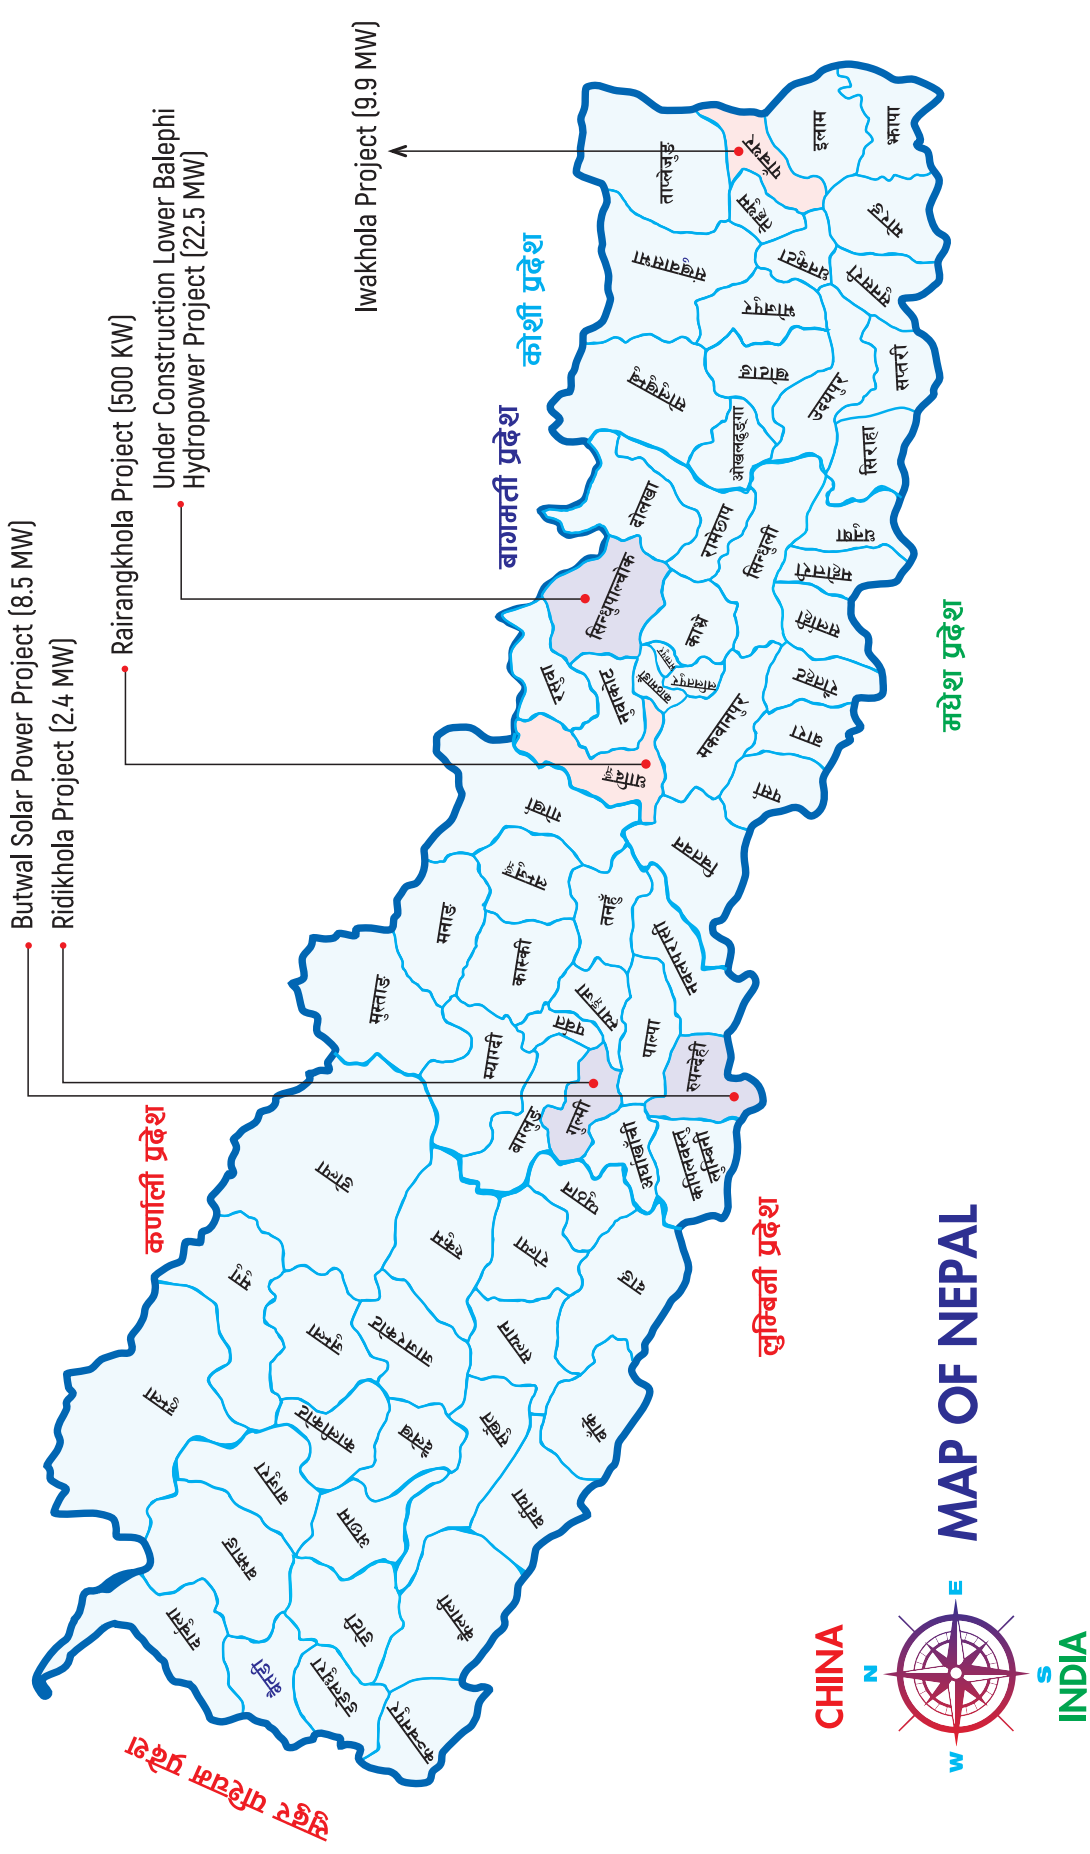 Butwal Solar Power Project (8.5 MW)
Ridikhola Project (2.4 MW)
Rairangkhola Project (500 KW)
Under Construction Lower Balephi
Hydropower Project (22.5 MW)
Iwakhola Project (9.9 MW)
कर्णाली प्रदेश
बागमती प्रदेश
कोशी प्रदेश
मधेश प्रदेश
लुम्बिनी प्रदेश
सुदूर पश्चिम प्रदेश
दार्चुला
बैतडी
डडेलधुरा
कञ्चनपुर
बझाङ
बाजुरा
अछाम
डोटी
कैलाली
हुम्ला
मुगु
जुम्ला
कालीकोट
दैलेख
जाजरकोट
सुर्खेत
सल्यान
डोल्पा
रुकुम
रोल्पा
प्युठान
दाङ
बाँके
बर्दिया
मुस्ताङ
म्याग्दी
बाग्लुङ
पर्वत
गुल्मी
अर्घाखाँची
कपिलवस्तु
लुम्बिनी
रुपन्देही
पाल्पा
स्याङ्जा
कास्की
मनाङ
लम्जुङ
तनहुँ
नवलपरासी
गोर्खा
चितवन
धादिङ
रसुवा
नुवाकोट
काठमाडौं
भक्तपुर
ललितपुर
मकवानपुर
पर्सा
बारा
रौतहट
सर्लाही
महोत्तरी
धनुषा
सिन्धुपाल्चोक
काभ्रे
सिन्धुली
रामेछाप
दोलखा
सोलुखुम्बु
ओखलढुङ्गा
खोटाङ
उदयपुर
सिराहा
सप्तरी
संखुवासभा
भोजपुर
धनकुटा
सुनसरी
मोरङ
ताप्लेजुङ
तेह्रथुम
पाँचथर
इलाम
झापा
MAP OF NEPAL
CHINA
INDIA
N
E
S
W